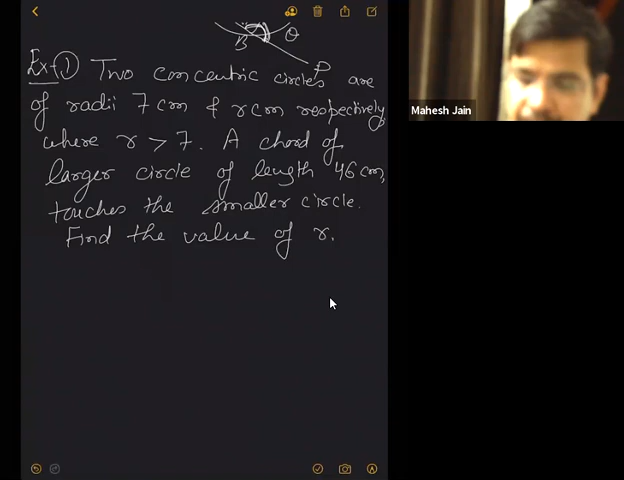 B Q
P
Ex-1 Two concentric circles are
of radii 7 cm & r cm respectively
where r > 7. A chord of
larger circle of length 46 cm,
touches the smaller circle.
Find the value of r.
Mahesh Jain